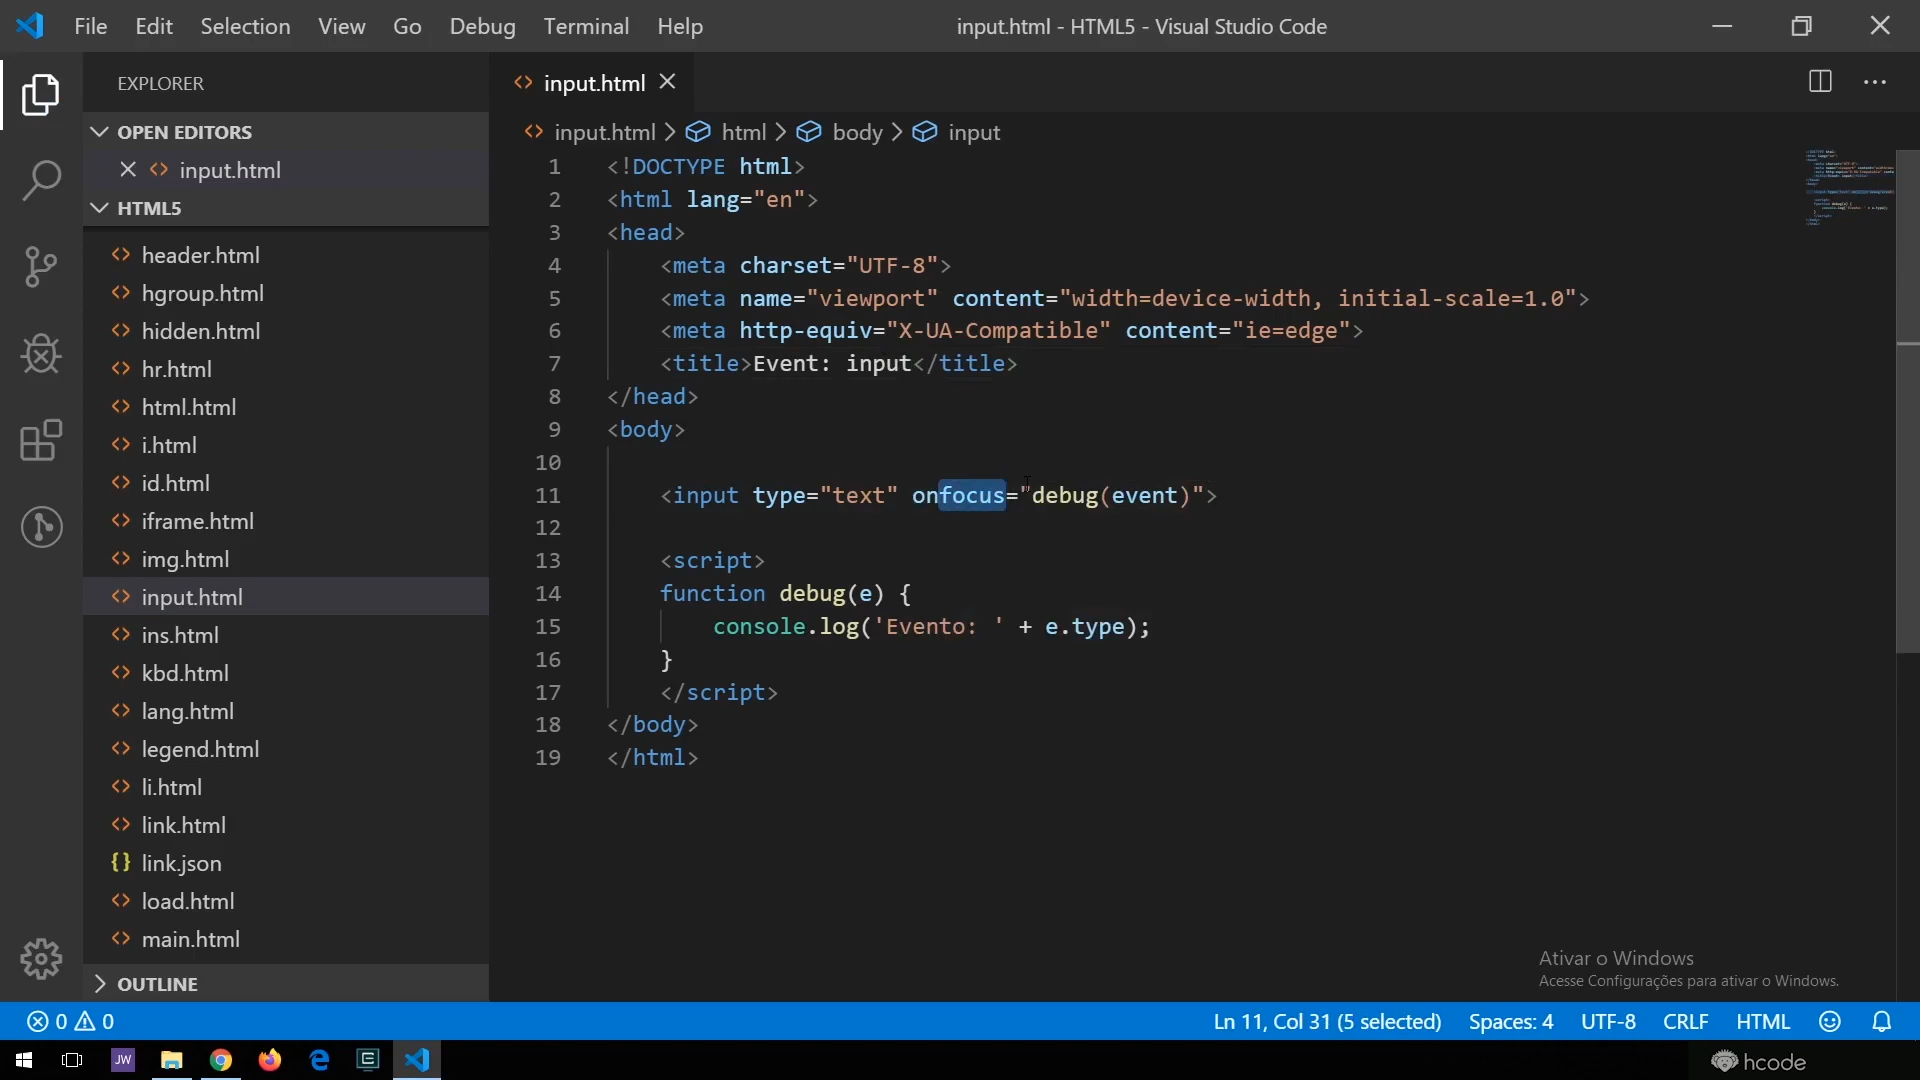 File Edit Selection View Go Debug Terminal Help
input.html - HTML5 - Visual Studio Code
EXPLORER
OPEN EDITORS
input.html
HTML5
header.html
hgroup.html
hidden.html
hr.html
html.html
i.html
id.html
iframe.html
img.html
input.html
ins.html
kbd.html
lang.html
legend.html
li.html
link.html
{} link.json
load.html
main.html
OUTLINE
input.html
input.html > html > body > input
1 <!DOCTYPE html>
2 <html lang="en">
3 <head>
4 <meta charset="UTF-8">
5 <meta name="viewport" content="width=device-width, initial-scale=1.0">
6 <meta http-equiv="X-UA-Compatible" content="ie=edge">
7 <title>Event: input</title>
8 </head>
9 <body>
10
11 <input type="text" onfocus="debug(event)">
12
13 <script>
14 function debug(e) {
15 console.log('Evento: ' + e.type);
16 }
17 </script>
18 </body>
19 </html>
Ativar o Windows
Acesse Configurações para ativar o Windows.
0 0
Ln 11, Col 31 (5 selected) Spaces: 4 UTF-8 CRLF HTML
JW
hcode